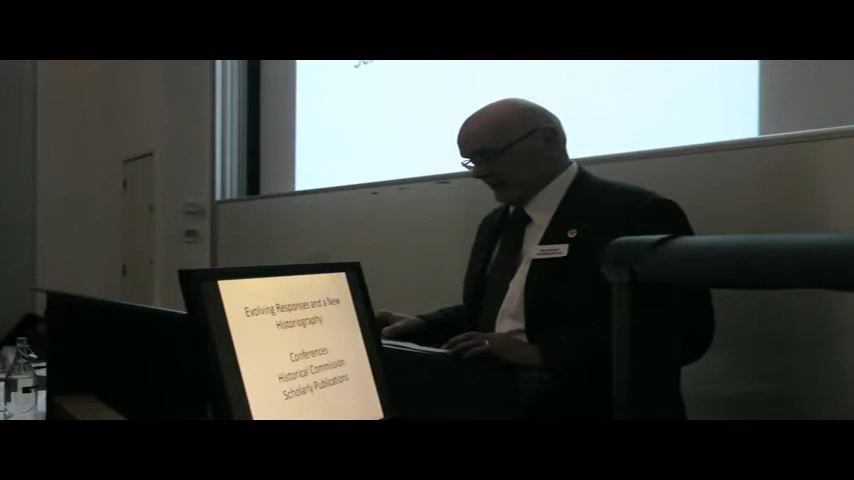 Evolving Responses and a New
Historiography
Conferences
Historical Commission
Scholarly Publications